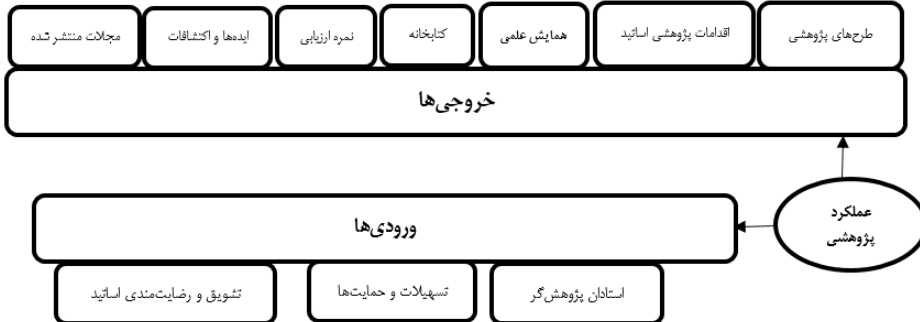 طرح‌های پژوهشی
اقدامات پژوهشی اساتید
همایش علمی
کتابخانه
نمره ارزیابی
ایده‌ها و اکتشافات
مجلات منتشر شده
خروجی‌ها
عملکرد
پژوهشی
ورودی‌ها
استادان پژوهش‌گر
تسهیلات و حمایت‌ها
تشویق و رضایت‌مندی اساتید